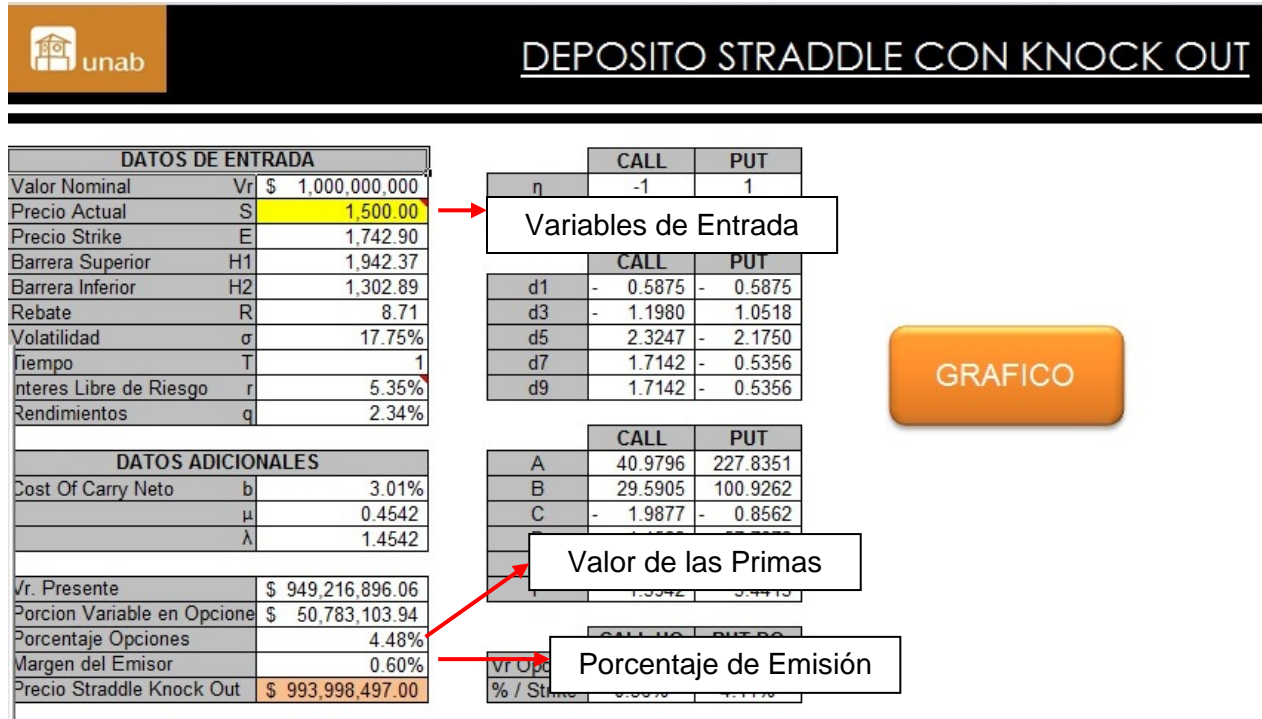 unab
DEPOSITO STRADDLE CON KNOCK OUT
DATOS DE ENTRADA
Valor Nominal Vr $ 1,000,000,000
Precio Actual S 1,500.00
Precio Strike E 1,742.90
Barrera Superior H1 1,942.37
Barrera Inferior H2 1,302.89
Rebate R 8.71
Volatilidad σ 17.75%
Tiempo T 1
nteres Libre de Riesgo r 5.35%
Rendimientos q 2.34%
DATOS ADICIONALES
Cost Of Carry Neto b 3.01%
μ 0.4542
λ 1.4542
Vr. Presente $ 949,216,896.06
Porcion Variable en Opcione $ 50,783,103.94
Porcentaje Opciones 4.48%
Margen del Emisor 0.60%
Precio Straddle Knock Out $ 993,998,497.00
CALL PUT
η -1 1
Variables de Entrada
CALL PUT
d1 - 0.5875 - 0.5875
d3 - 1.1980 1.0518
d5 2.3247 - 2.1750
d7 1.7142 - 0.5356
d9 1.7142 - 0.5356
CALL PUT
A 40.9796 227.8351
B 29.5905 100.9262
C - 1.9877 - 0.8562
Valor de las Primas
Porcentaje de Emisión
Vr
% /
GRAFICO